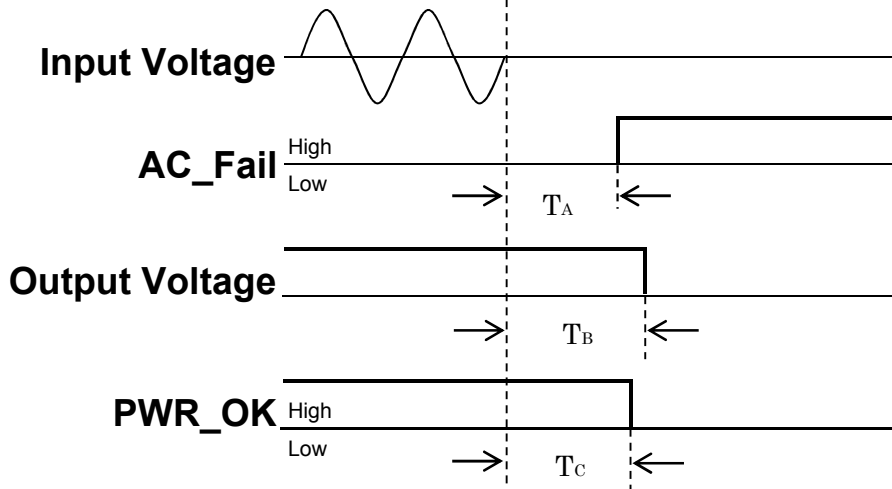 Input Voltage
AC_Fail
High
Low
TA
Output Voltage
TB
PWR_OK
High
Low
TC